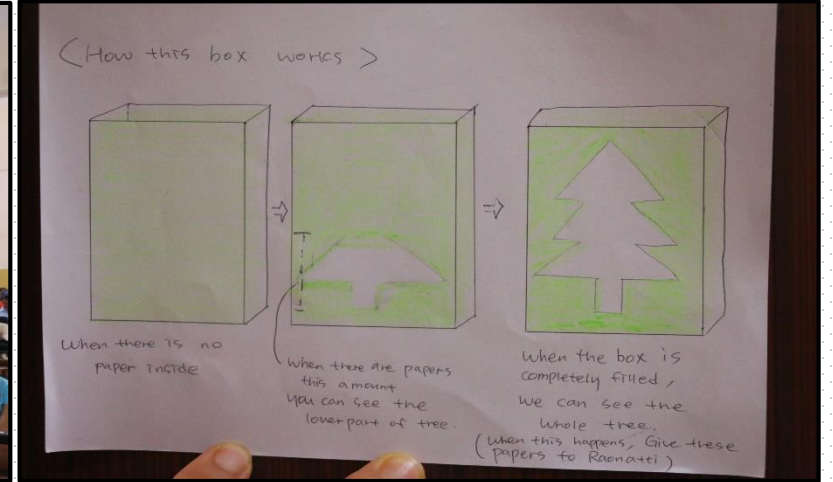 <How this box works>
When there is no
paper inside
when there are papers
this amount
you can see the
lower part of tree.
when the box is
completely filled,
we can see the
whole tree.
(when this happens, Give these
papers to Raonatti)